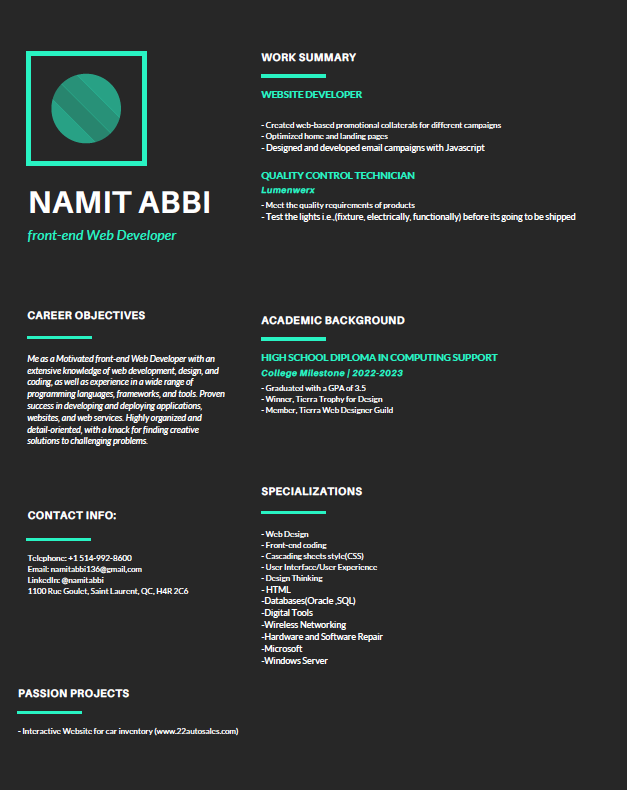 NAMIT ABBI
front-end Web Developer
CAREER OBJECTIVES
Me as a Motivated front-end Web Developer with an
extensive knowledge of web development, design, and
coding, as well as experience in a wide range of
programming languages, frameworks, and tools. Proven
success in developing and deploying applications,
websites, and web services. Highly organized and
detail-oriented, with a knack for finding creative
solutions to challenging problems.
CONTACT INFO:
Telephone: +1 514-992-8600
Email: namitabbi136@gmail,com
LinkedIn: @namitabbi
1100 Rue Goulet, Saint Laurent, QC, H4R 2C6
PASSION PROJECTS
- Interactive Website for car inventory (www.22autosales.com)
WORK SUMMARY
WEBSITE DEVELOPER
- Created web-based promotional collaterals for different campaigns
- Optimized home and landing pages
- Designed and developed email campaigns with Javascript
QUALITY CONTROL TECHNICIAN
Lumenwerx
- Meet the quality requirements of products
- Test the lights i.e.,(fixture, electrically, functionally) before its going to be shipped
ACADEMIC BACKGROUND
HIGH SCHOOL DIPLOMA IN COMPUTING SUPPORT
College Milestone | 2022-2023
- Graduated with a GPA of 3.5
- Winner, Tierra Trophy for Design
- Member, Tierra Web Designer Guild
SPECIALIZATIONS
- Web Design
- Front-end coding
- Cascading sheets style(CSS)
- User Interface/User Experience
- Design Thinking
- HTML
-Databases(Oracle ,SQL)
-Digital Tools
-Wireless Networking
-Hardware and Software Repair
-Microsoft
-Windows Server